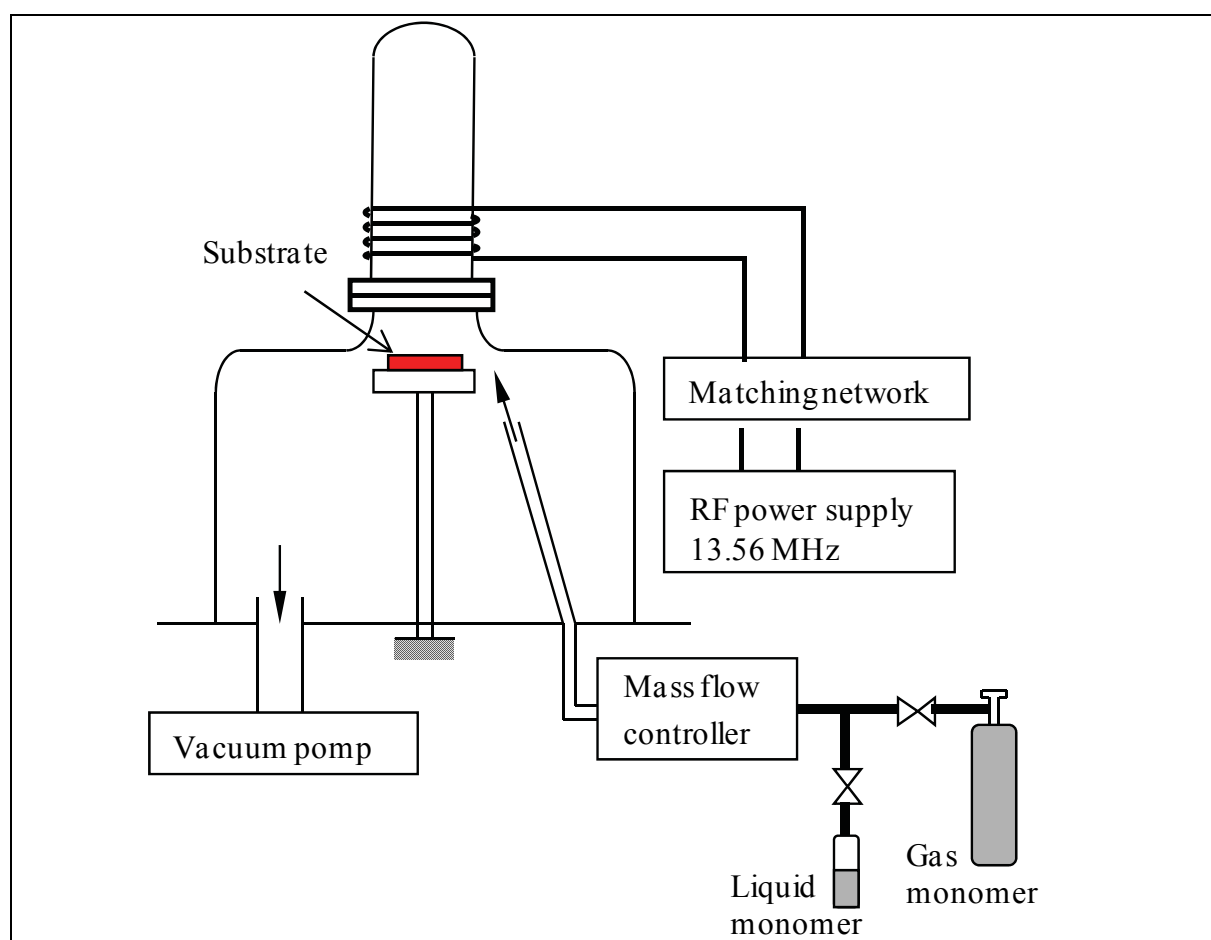 Substrate
Matching network
RF power supply
13.56 MHz
Mass flow
controller
Vacuum pomp
Gas
monomer
Liquid
monomer